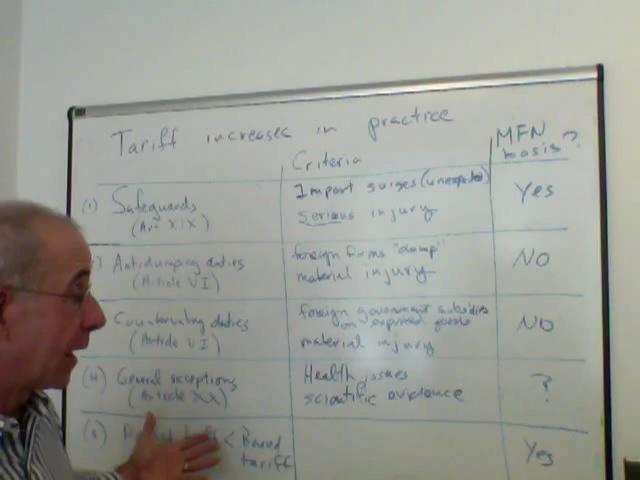 Tariff increases in practice
Criteria
MFN basis?
(1) Safeguards
(Art XIX)
Import surges (unexpected)
serious injury
Yes
) Antidumping duties
(Article VI)
foreign firms "dump"
material injury
NO
Countervailing duties
(Article VI)
foreign government subsidies
on exported goods
material injury
NO
(4) General exceptions
(Article XX)
Health issues
scientific evidence
?
(5) < Bound
tariff
Yes